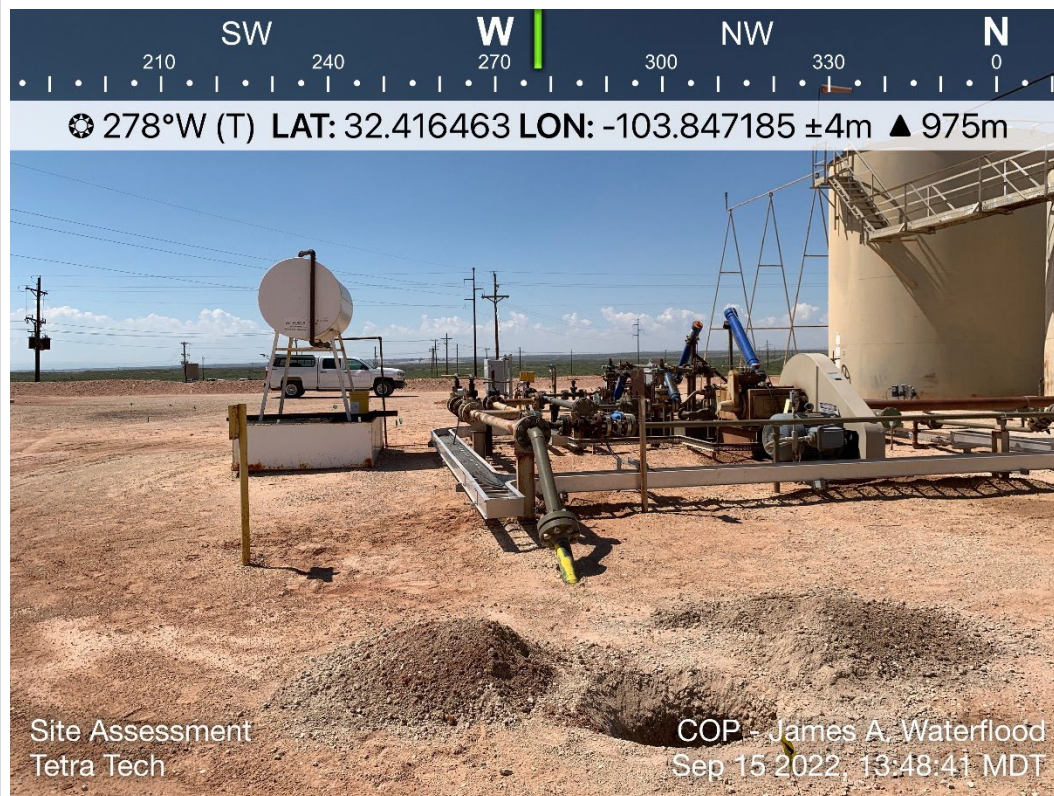 SW W NW N
210 240 270 300 330 0
278°W (T) LAT: 32.416463 LON: -103.847185 ±4m ▲ 975m
Site Assessment
Tetra Tech
COP - James A. Waterflood
Sep 15 2022, 13:48:41 MDT